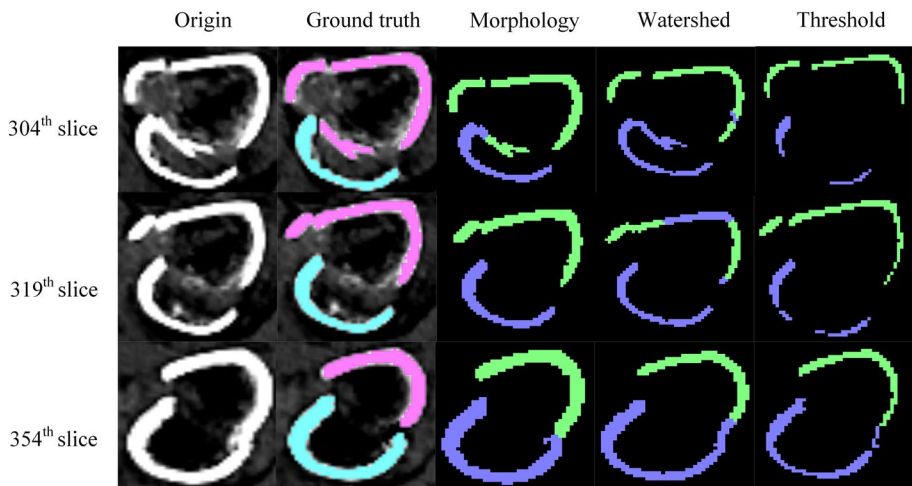 Origin Ground truth Morphology Watershed Threshold
304th slice
319th slice
354th slice